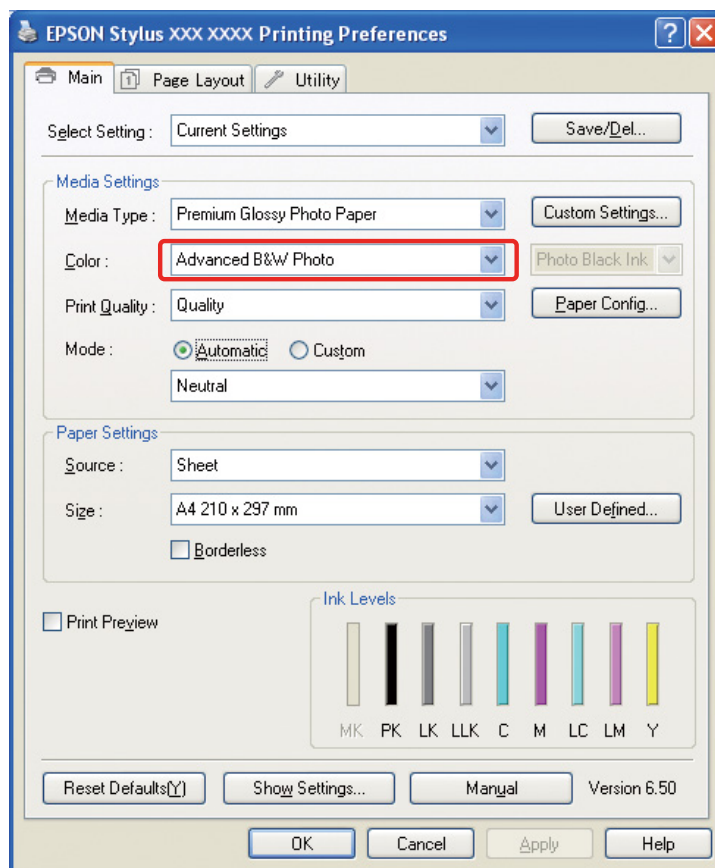 EPSON Stylus XXX XXXX Printing Preferences
Main Page Layout Utility
Select Setting : Current Settings Save/Del...
Media Settings
Media Type : Premium Glossy Photo Paper Custom Settings...
Color : Advanced B&W Photo Photo Black Ink
Print Quality : Quality Paper Config...
Mode : Automatic Custom
Neutral
Paper Settings
Source : Sheet
Size : A4 210 x 297 mm User Defined...
Borderless
Print Preview
Ink Levels
MK PK LK LLK C M LC LM Y
Reset Defaults(Y) Show Settings... Manual Version 6.50
OK Cancel Apply Help